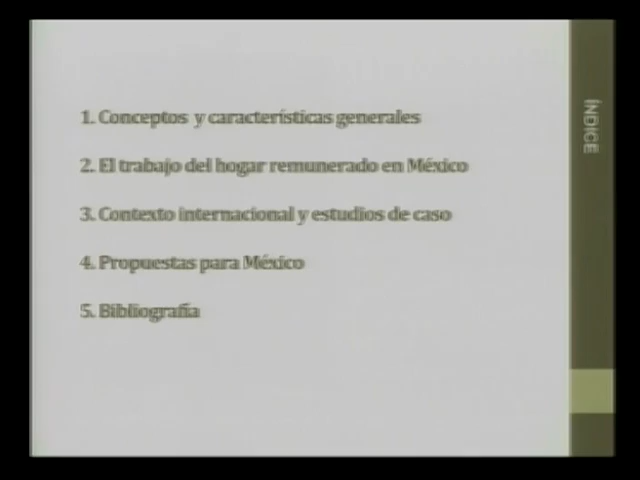 1. Conceptos y características generales
2. El trabajo del hogar remunerado en México
3. Contexto internacional y estudios de caso
4. Propuestas para México
5. Bibliografía
ÍNDICE